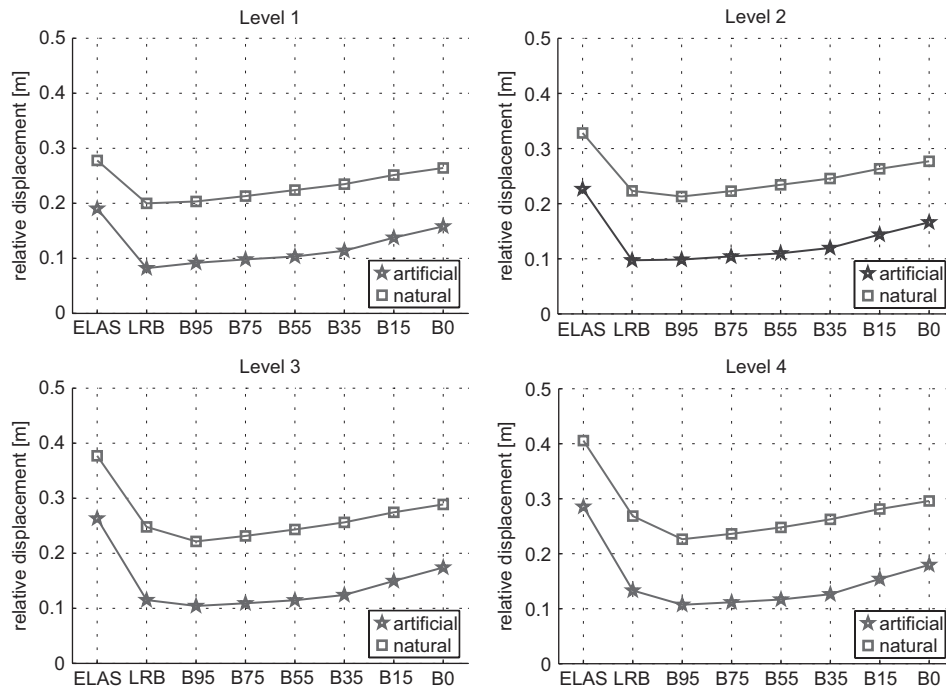 Level 1
relative displacement [m]
0.5
0.4
0.3
0.2
0.1
0
artificial
natural
ELAS LRB B95 B75 B55 B35 B15 B0
Level 2
relative displacement [m]
0.5
0.4
0.3
0.2
0.1
0
artificial
natural
ELAS LRB B95 B75 B55 B35 B15 B0
Level 3
relative displacement [m]
0.5
0.4
0.3
0.2
0.1
0
artificial
natural
ELAS LRB B95 B75 B55 B35 B15 B0
Level 4
relative displacement [m]
0.5
0.4
0.3
0.2
0.1
0
artificial
natural
ELAS LRB B95 B75 B55 B35 B15 B0